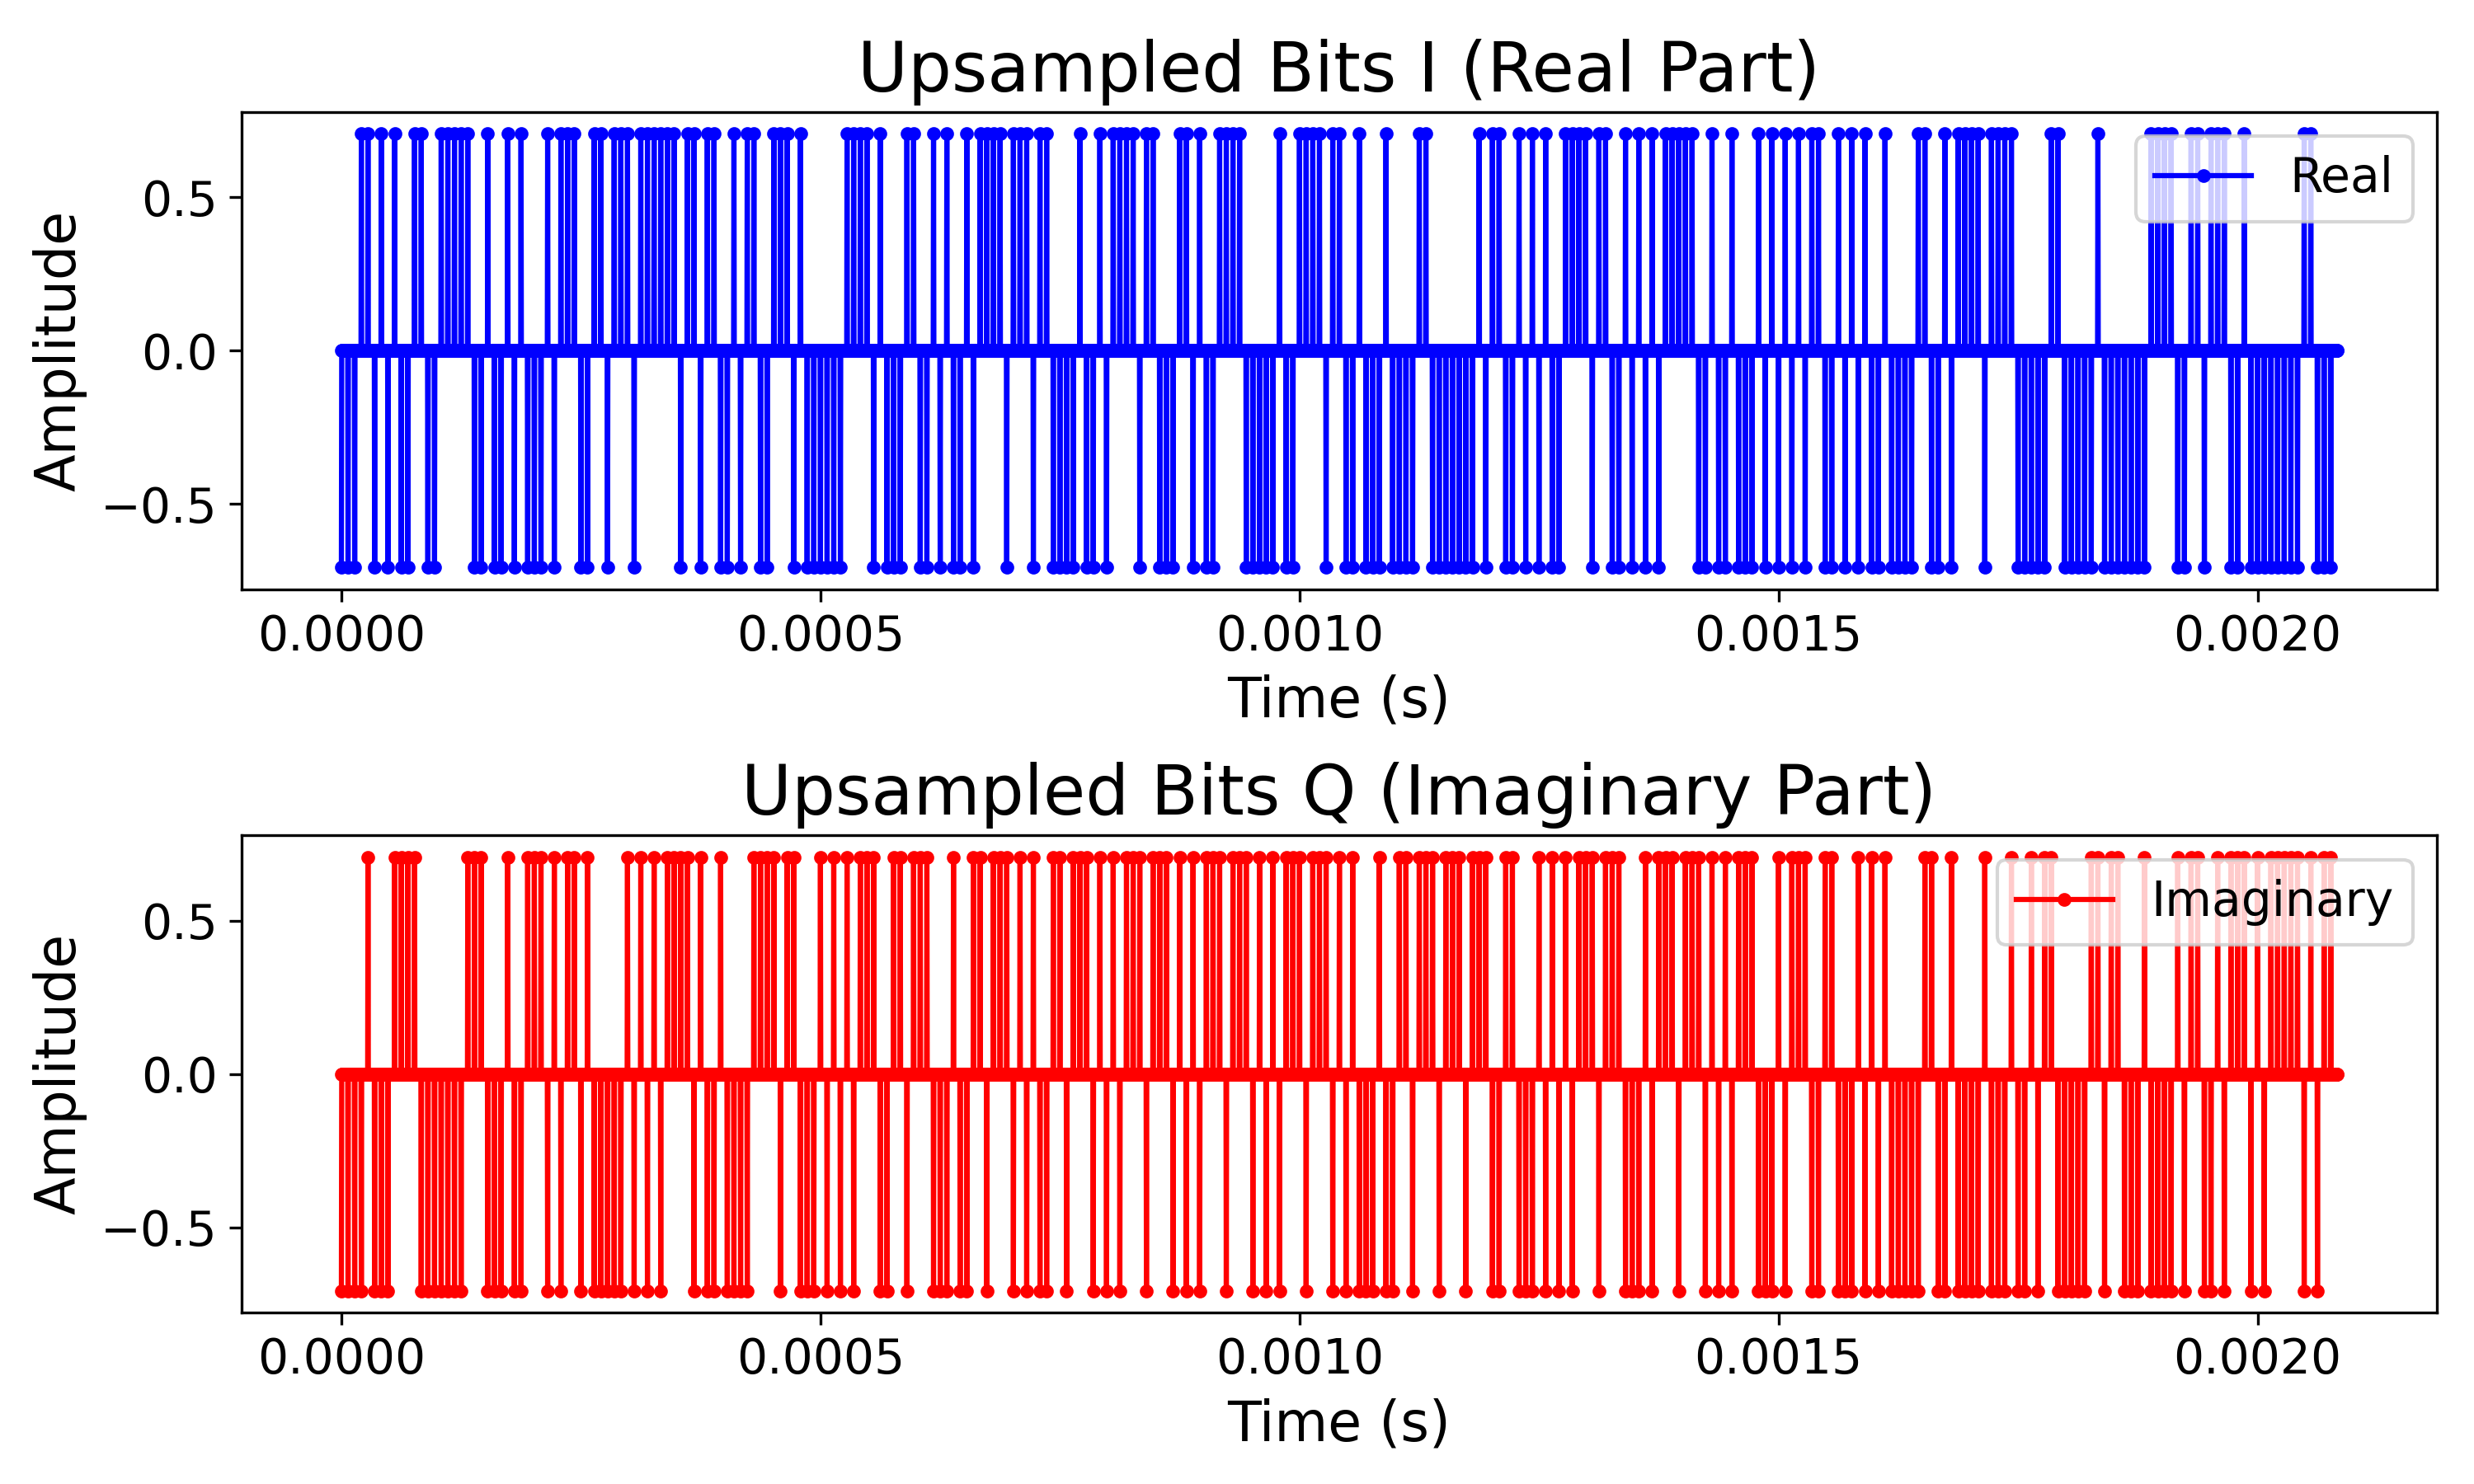 Upsampled Bits I (Real Part)
Amplitude
0.5
0.0
−0.5
Real
0.0000 0.0005 0.0010 0.0015 0.0020
Time (s)
Upsampled Bits Q (Imaginary Part)
Amplitude
0.5
0.0
−0.5
Imaginary
0.0000 0.0005 0.0010 0.0015 0.0020
Time (s)